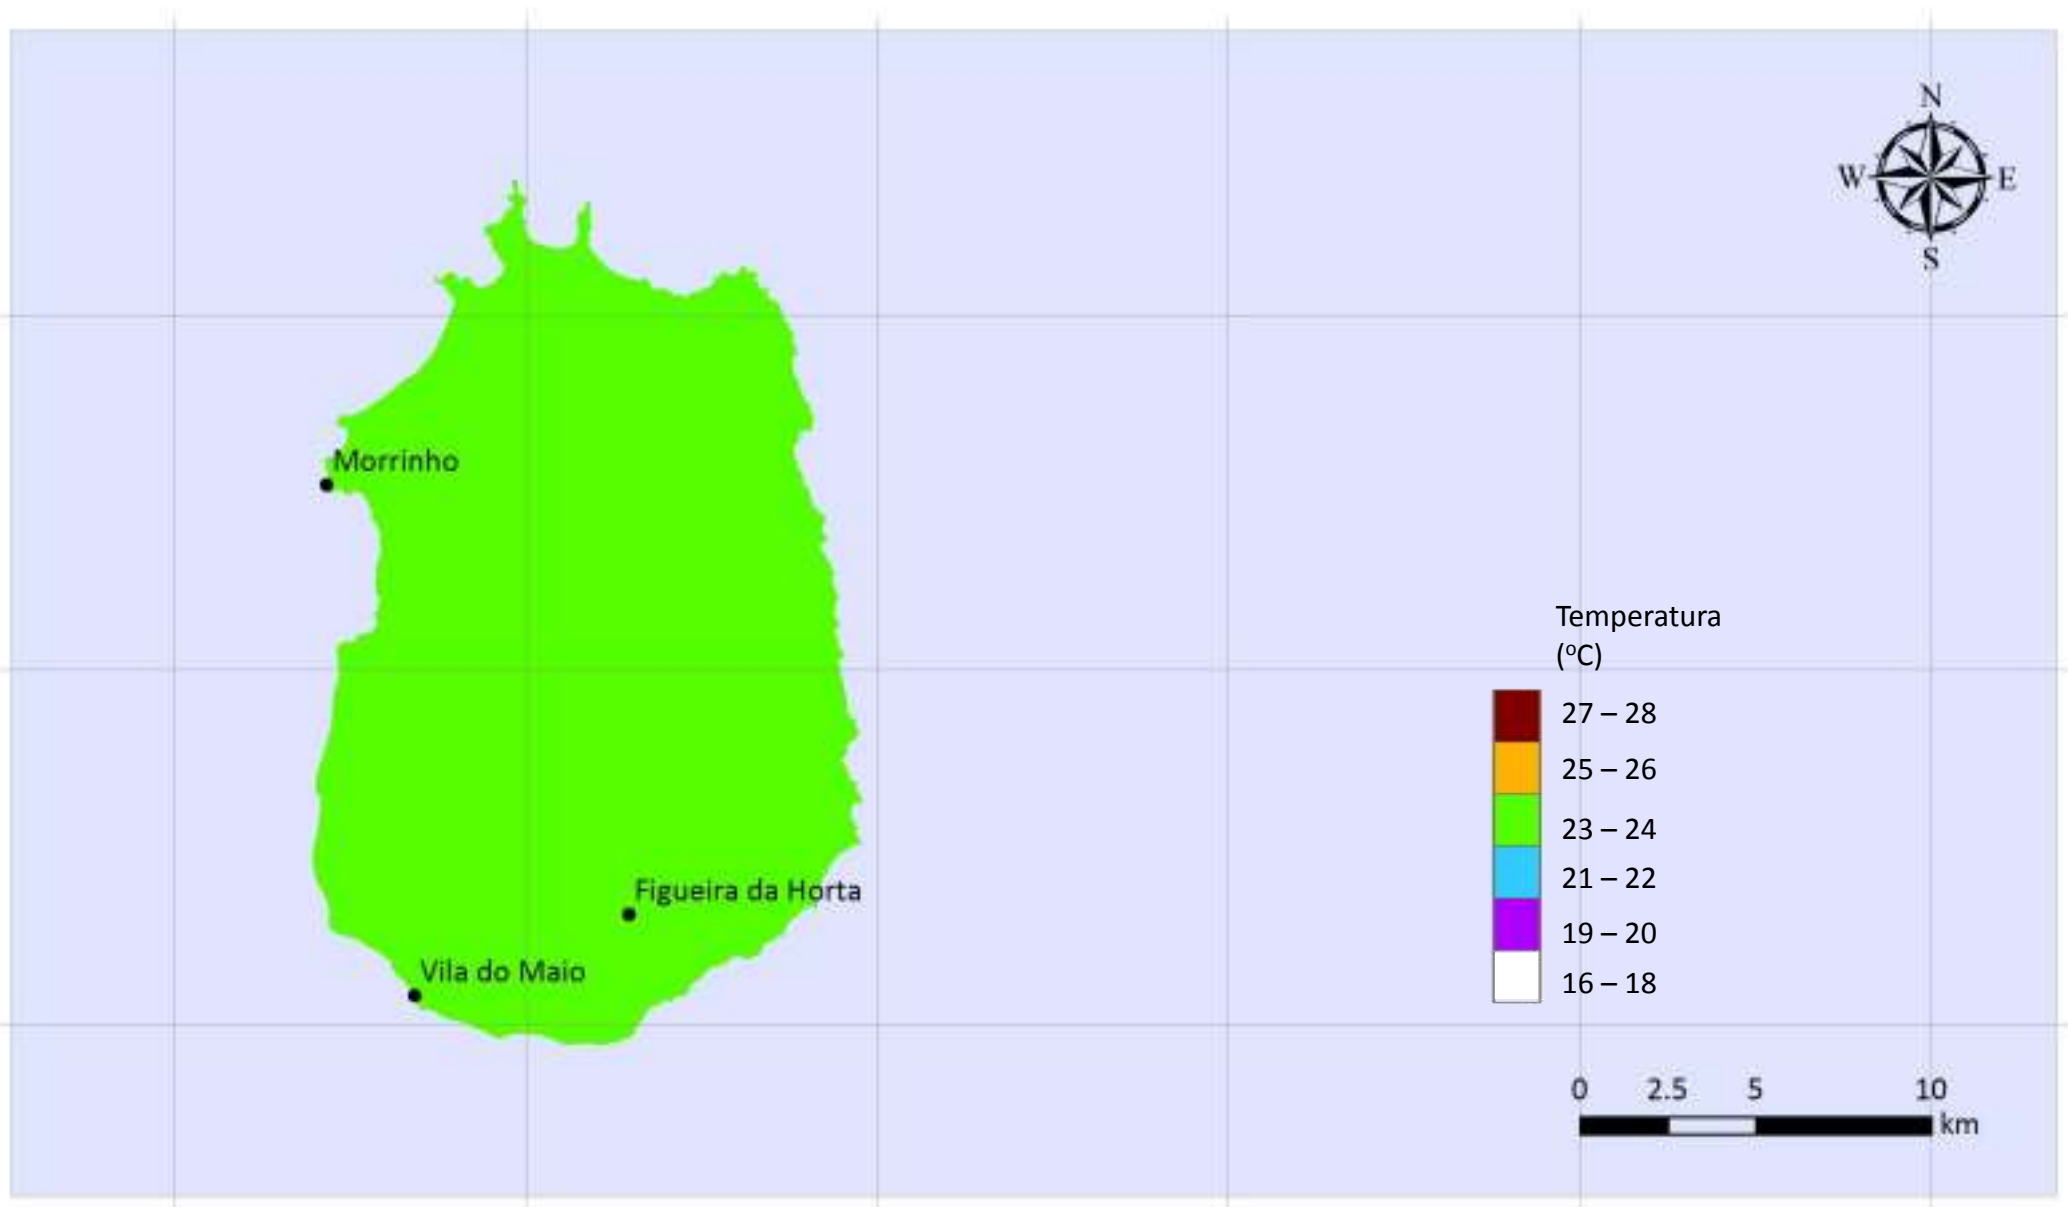 N
W
E
S
Morrinho
Figueira da Horta
Vila do Maio
Temperatura
(ºC)
27 – 28
25 – 26
23 – 24
21 – 22
19 – 20
16 – 18
0 2.5 5 10
km